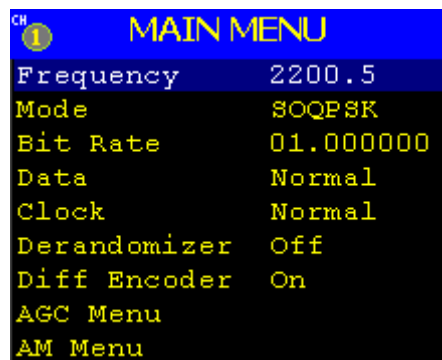 CH 1 MAIN MENU
Frequency 2200.5
Mode SOQPSK
Bit Rate 01.000000
Data Normal
Clock Normal
Derandomizer Off
Diff Encoder On
AGC Menu
AM Menu